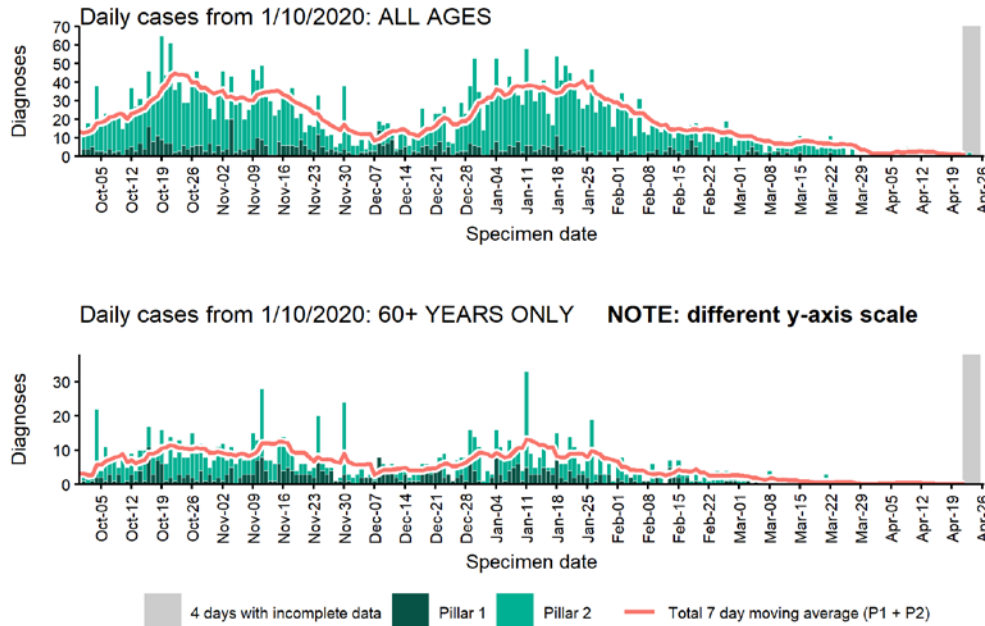 Daily cases from 1/10/2020: ALL AGES
70
60
50
40
30
20
10
0
Diagnoses
Oct-05 Oct-12 Oct-19 Oct-26 Nov-02 Nov-09 Nov-16 Nov-23 Nov-30 Dec-07 Dec-14 Dec-21 Dec-28 Jan-04 Jan-11 Jan-18 Jan-25 Feb-01 Feb-08 Feb-15 Feb-22 Mar-01 Mar-08 Mar-15 Mar-22 Mar-29 Apr-05 Apr-12 Apr-19 Apr-26
Specimen date
Daily cases from 1/10/2020: 60+ YEARS ONLY NOTE: different y-axis scale
30
20
10
0
Diagnoses
Oct-05 Oct-12 Oct-19 Oct-26 Nov-02 Nov-09 Nov-16 Nov-23 Nov-30 Dec-07 Dec-14 Dec-21 Dec-28 Jan-04 Jan-11 Jan-18 Jan-25 Feb-01 Feb-08 Feb-15 Feb-22 Mar-01 Mar-08 Mar-15 Mar-22 Mar-29 Apr-05 Apr-12 Apr-19 Apr-26
Specimen date
4 days with incomplete data Pillar 1 Pillar 2 Total 7 day moving average (P1 + P2)